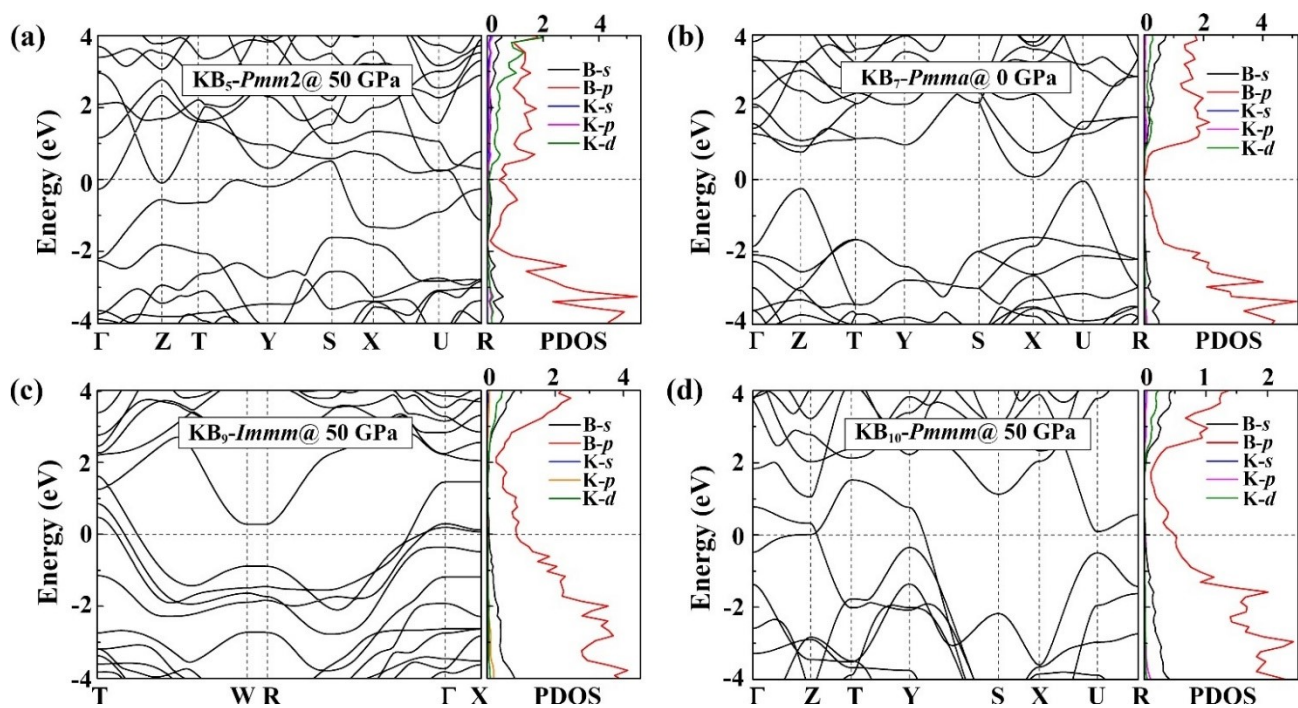 (a)
0 2 4
4
2
0
-2
-4
Energy (eV)
KB₅-Pmm2@ 50 GPa
B-s
B-p
K-s
K-p
K-d
Γ Z T Y S X U R PDOS
(b)
0 2 4
4
2
0
-2
-4
Energy (eV)
KB₇-Pmma@ 0 GPa
B-s
B-p
K-s
K-p
K-d
Γ Z T Y S X U R PDOS
(c)
0 2 4
4
2
0
-2
-4
Energy (eV)
KB₉-Immm@ 50 GPa
B-s
B-p
K-s
K-p
K-d
T W R Γ X PDOS
(d)
0 1 2
4
2
0
-2
-4
Energy (eV)
KB₁₀-Pmmm@ 50 GPa
B-s
B-p
K-s
K-p
K-d
Γ Z T Y S X U R PDOS